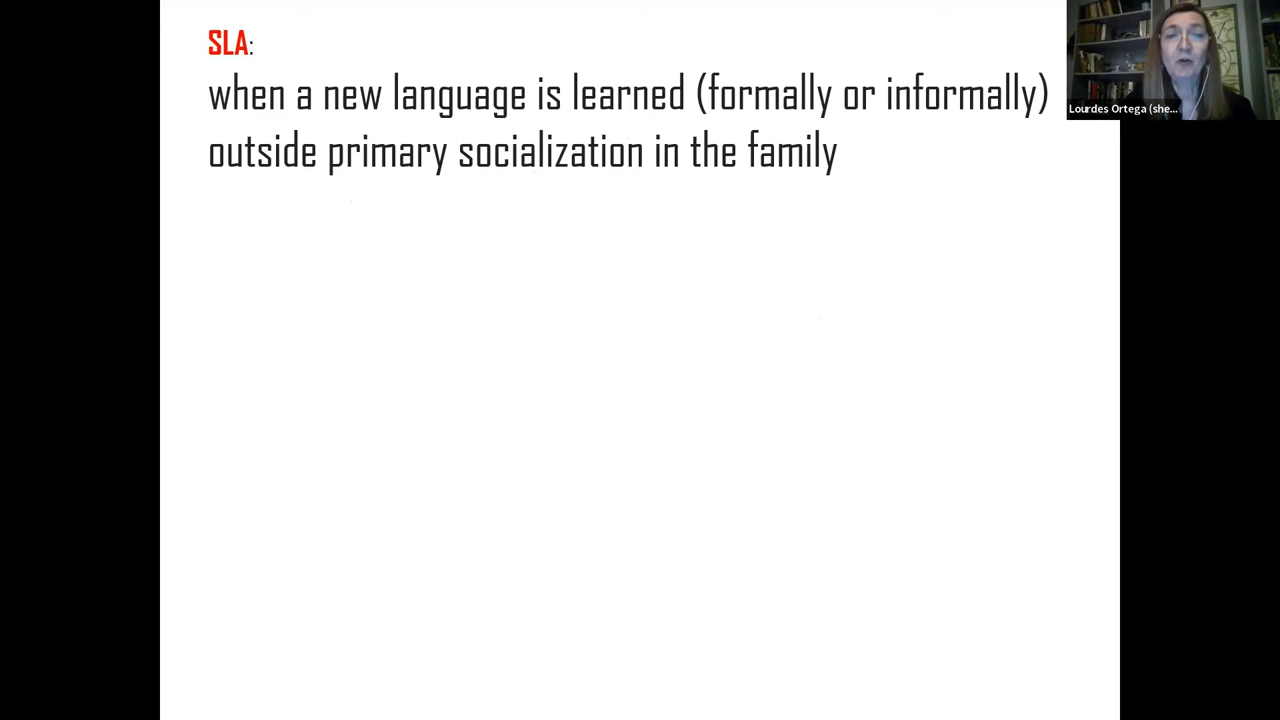 SLA:
when a new language is learned (formally or informally)
outside primary socialization in the family
Lourdes Ortega (she...